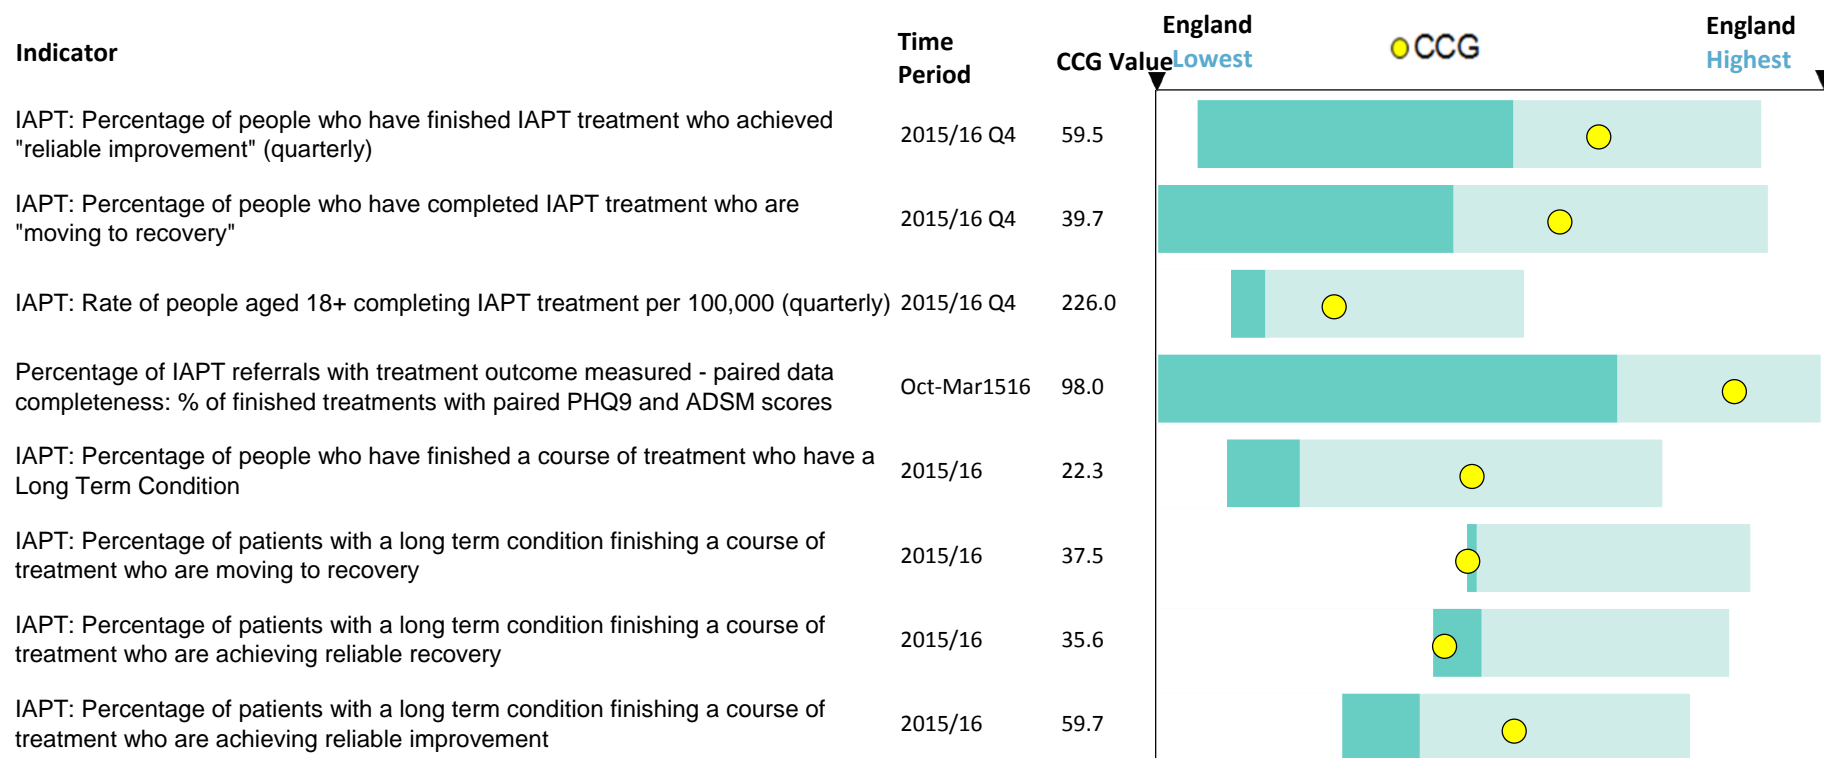 Indicator
Time
Period
CCG Value
England
Lowest
CCG
England
Highest
IAPT: Percentage of people who have finished IAPT treatment who achieved
"reliable improvement" (quarterly)
2015/16 Q4
59.5
IAPT: Percentage of people who have completed IAPT treatment who are
"moving to recovery"
2015/16 Q4
39.7
IAPT: Rate of people aged 18+ completing IAPT treatment per 100,000 (quarterly)
2015/16 Q4
226.0
Percentage of IAPT referrals with treatment outcome measured - paired data
completeness: % of finished treatments with paired PHQ9 and ADSM scores
Oct-Mar1516
98.0
IAPT: Percentage of people who have finished a course of treatment who have a
Long Term Condition
2015/16
22.3
IAPT: Percentage of patients with a long term condition finishing a course of
treatment who are moving to recovery
2015/16
37.5
IAPT: Percentage of patients with a long term condition finishing a course of
treatment who are achieving reliable recovery
2015/16
35.6
IAPT: Percentage of patients with a long term condition finishing a course of
treatment who are achieving reliable improvement
2015/16
59.7